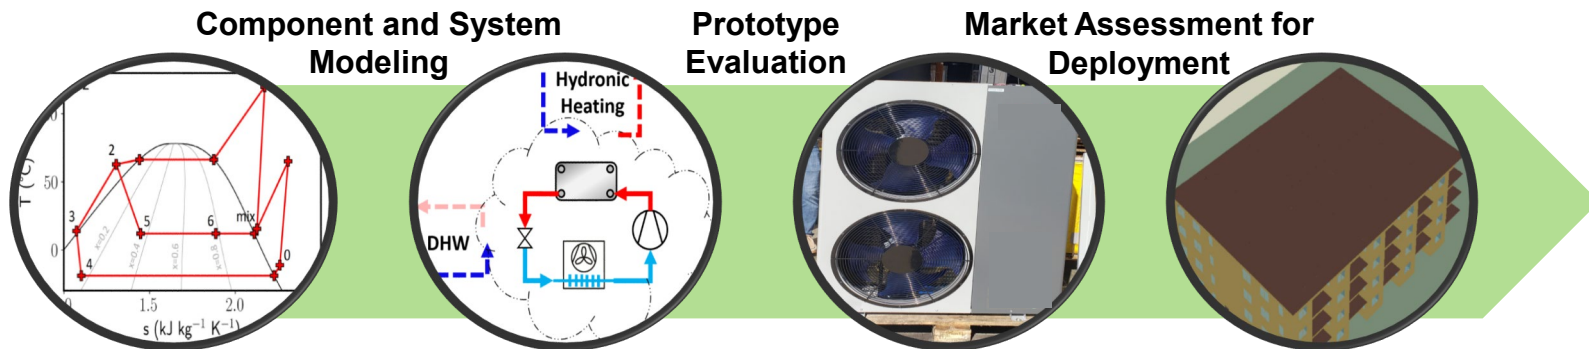 Component and System
Modeling
Prototype
Evaluation
Market Assessment for
Deployment
2
50
T (°C)
3
5
6
mix
0
0
4
x=0.2
x=0.4
x=0.6
x=0.8
0
1.5
2.0
s (kJ kg⁻¹ K⁻¹)
Hydronic
Heating
DHW